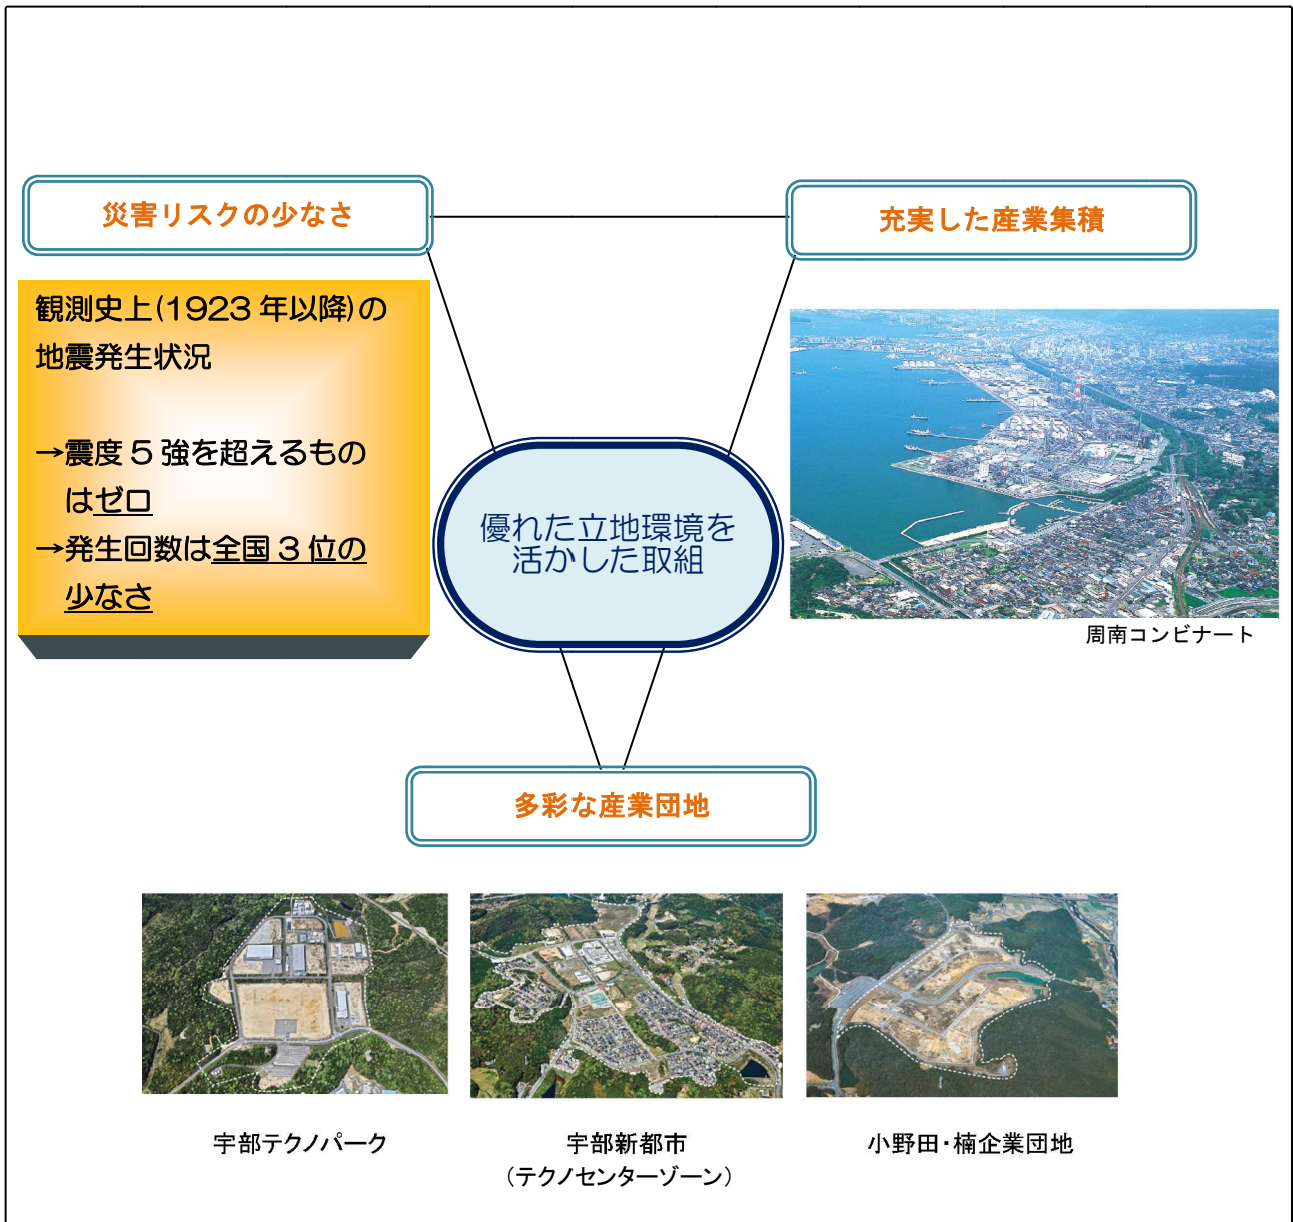 災害リスクの少なさ
充実した産業集積
観測史上(1923年以降)の
地震発生状況
→震度5強を超えるもの
はゼロ
→発生回数は全国3位の
少なさ
優れた立地環境を
活かした取組
周南コンビナート
多彩な産業団地
宇部テクノパーク
宇部新都市
(テクノセンターゾーン)
小野田・楠企業団地